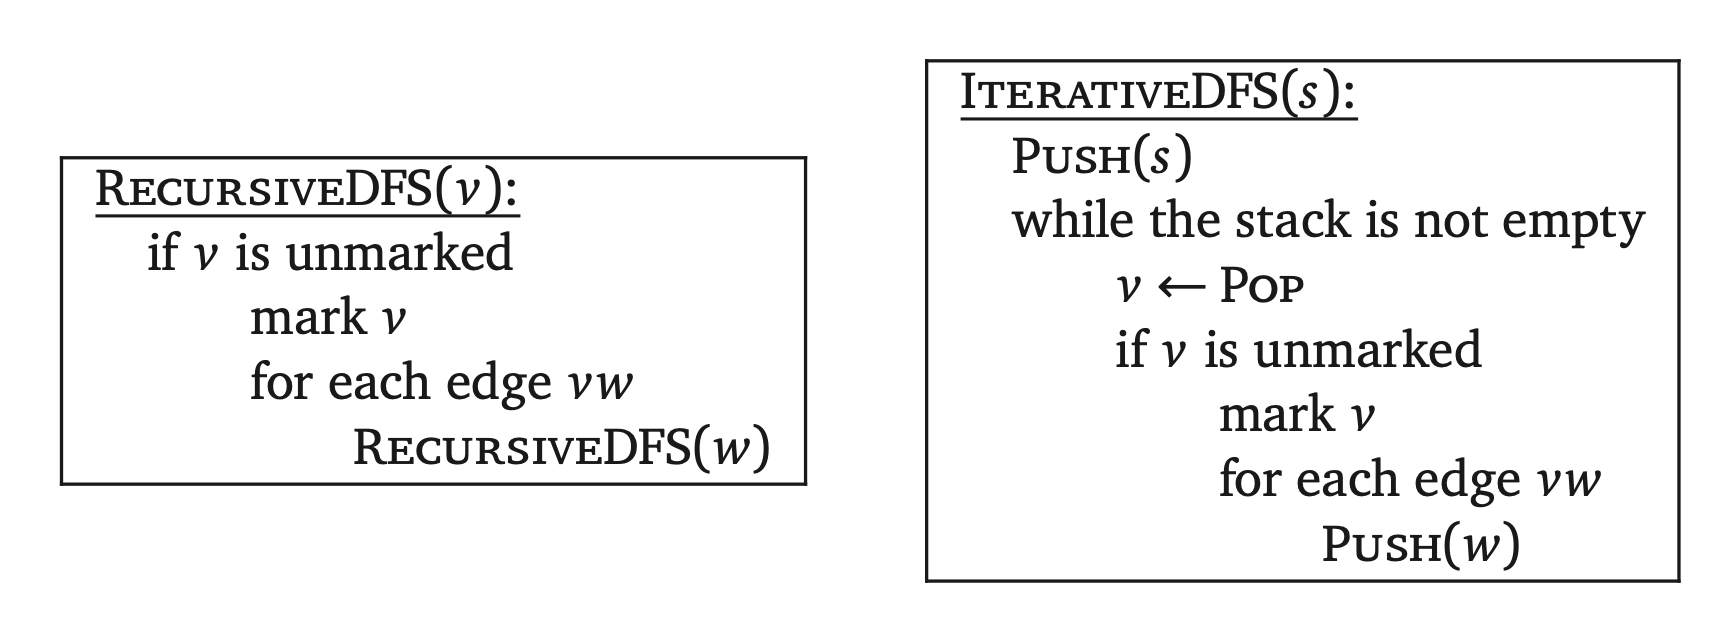 RECURSIVEDFS(v):
if v is unmarked
mark v
for each edge vw
RECURSIVEDFS(w)
ITERATIVEDFS(s):
PUSH(s)
while the stack is not empty
v ← POP
if v is unmarked
mark v
for each edge vw
PUSH(w)